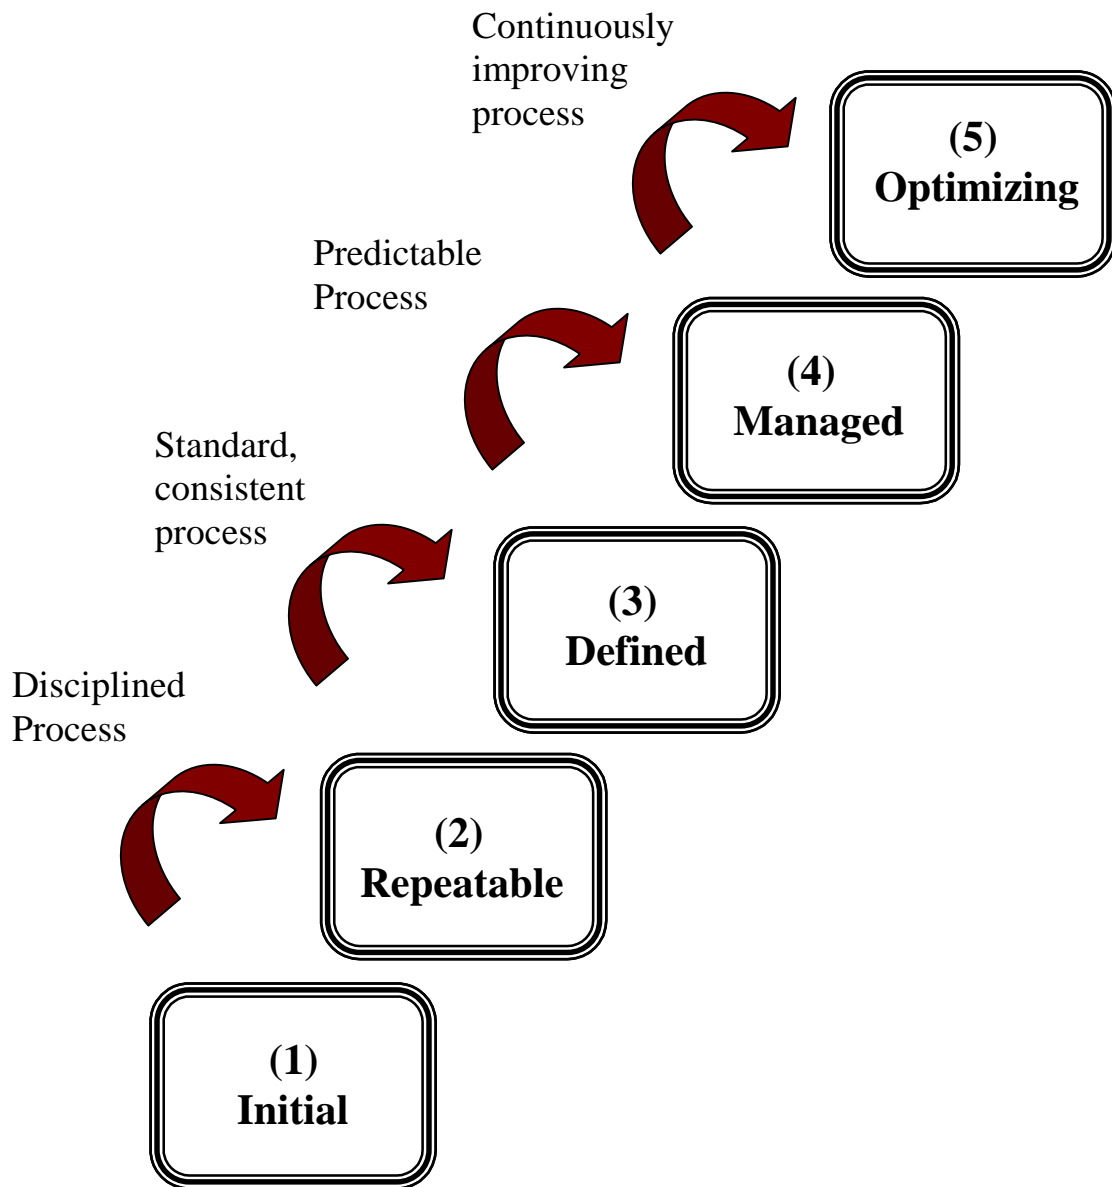 Continuously
improving
process
(5)
Optimizing
Predictable
Process
(4)
Managed
Standard,
consistent
process
(3)
Defined
Disciplined
Process
(2)
Repeatable
(1)
Initial